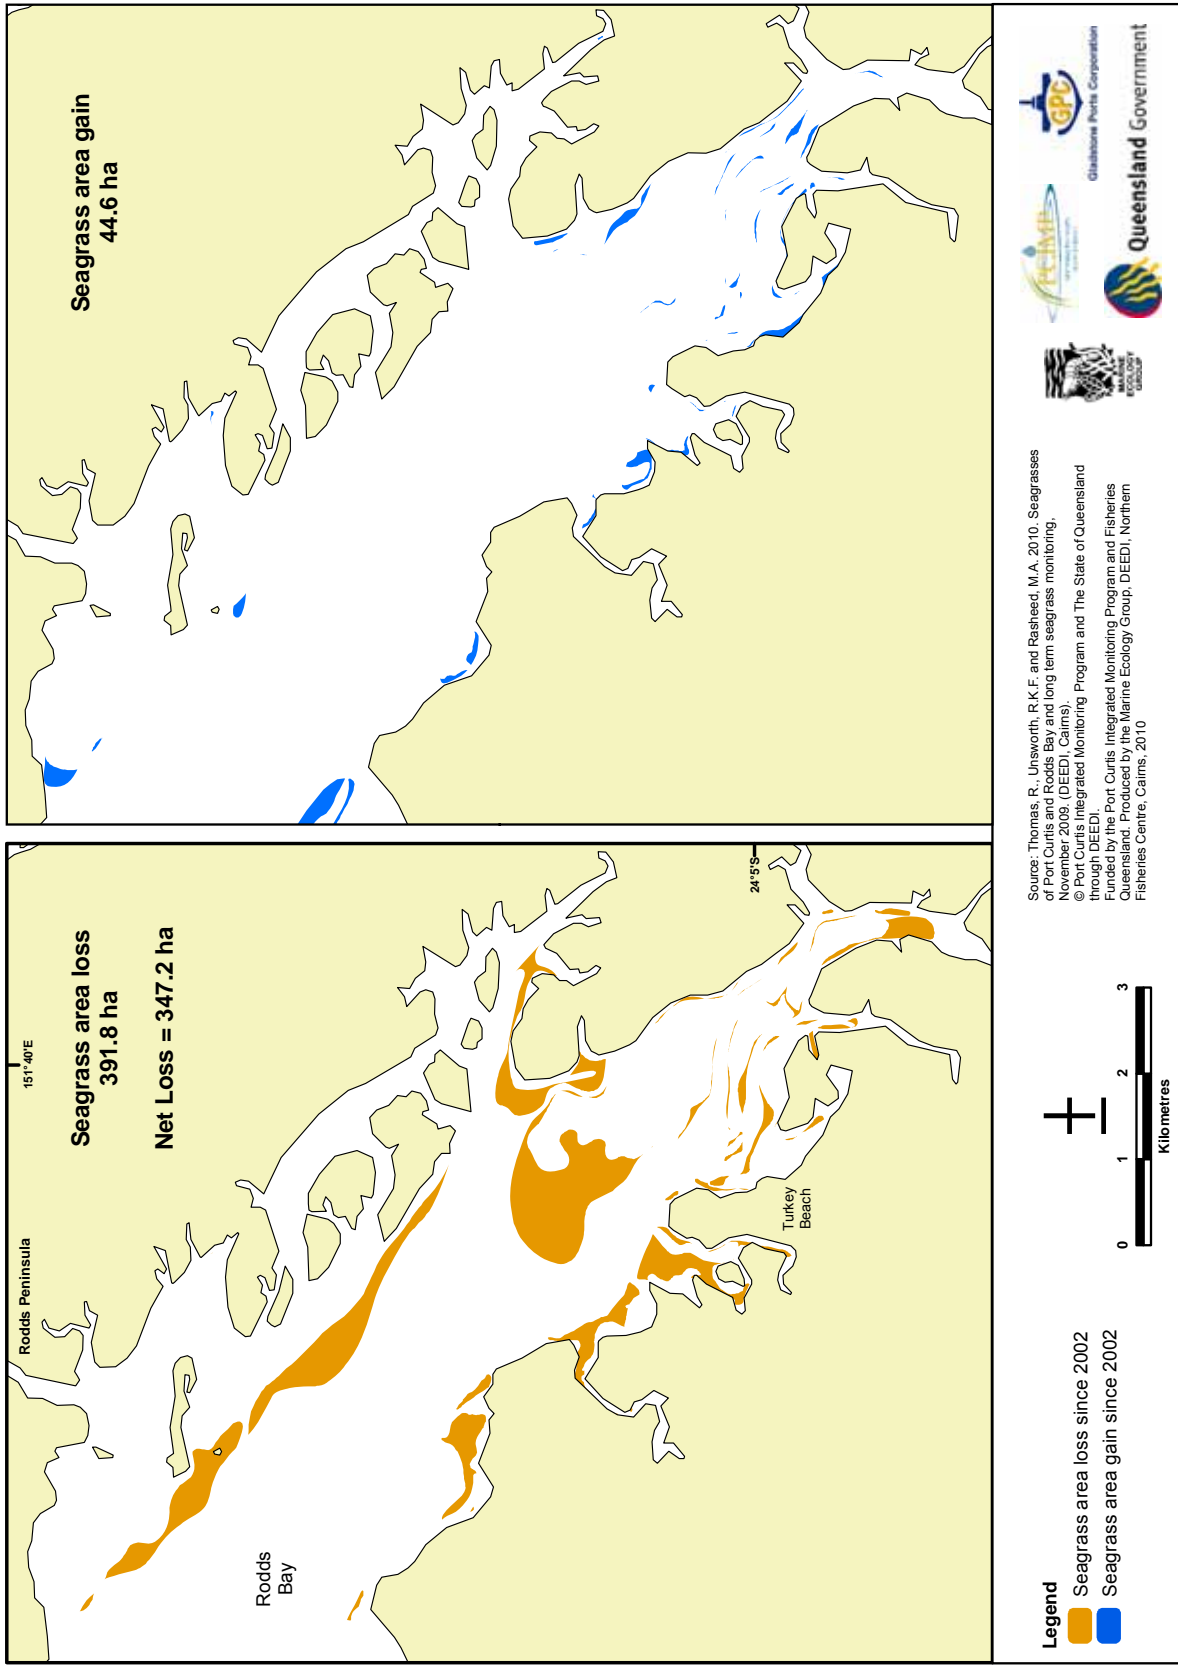 Rodds Peninsula
151°40'E
Seagrass area loss
391.8 ha
Net Loss = 347.2 ha
Rodds
Bay
Turkey
Beach
24°5'S
Seagrass area gain
44.6 ha
Legend
Seagrass area loss since 2002
Seagrass area gain since 2002
0 1 2 3
Kilometres
Source: Thomas, R., Unsworth, R.K.F. and Rasheed, M.A. 2010. Seagrasses
of Port Curtis and Rodds Bay and long term seagrass monitoring,
November 2009. (DEEDI, Cairns).
© Port Curtis Integrated Monitoring Program and The State of Queensland
through DEEDI.
Funded by the Port Curtis Integrated Monitoring Program and Fisheries
Queensland. Produced by the Marine Ecology Group, DEEDI, Northern
Fisheries Centre, Cairns, 2010
MARINE
ECOLOGY
GROUP
PCIMP
GPC
Gladstone Ports Corporation
Queensland Government